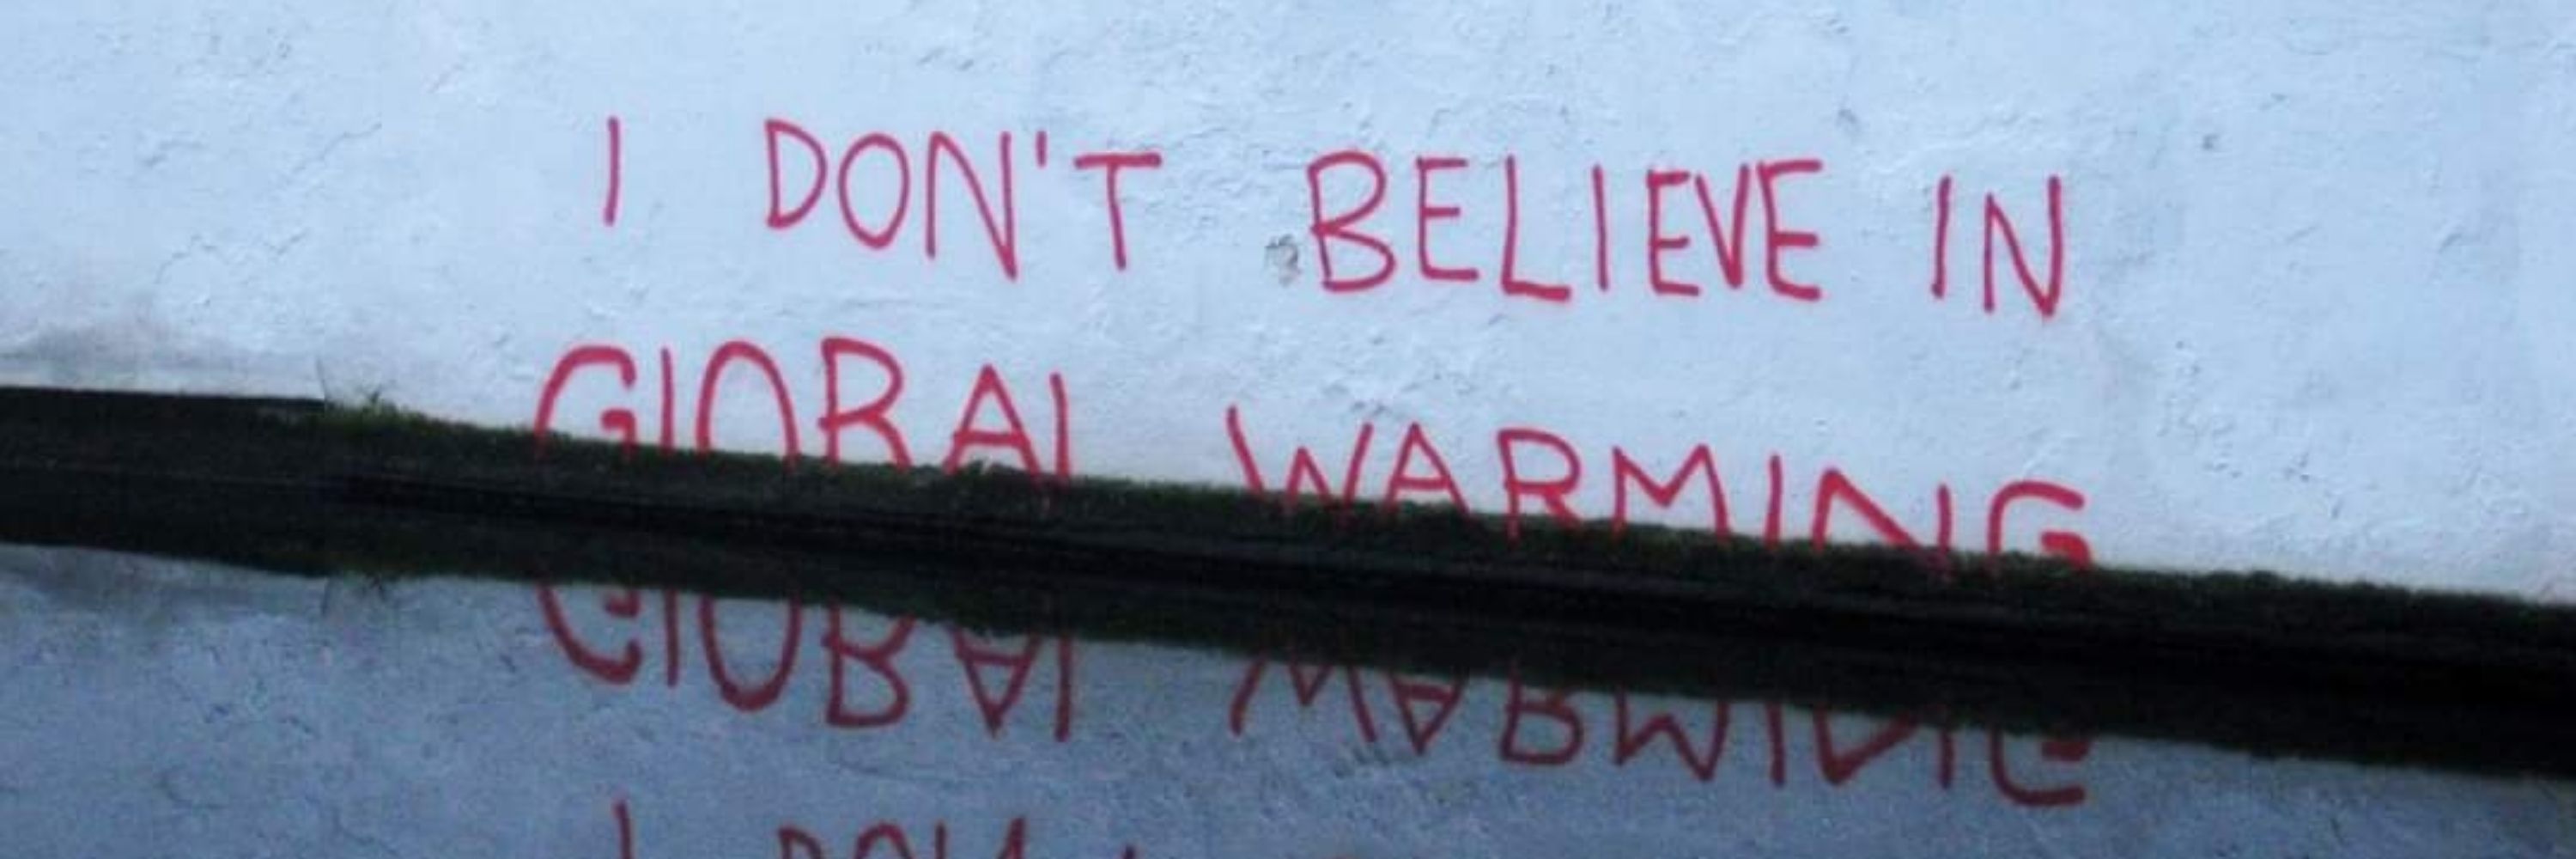 I DON'T BELIEVE IN
GLOBAL WARMING